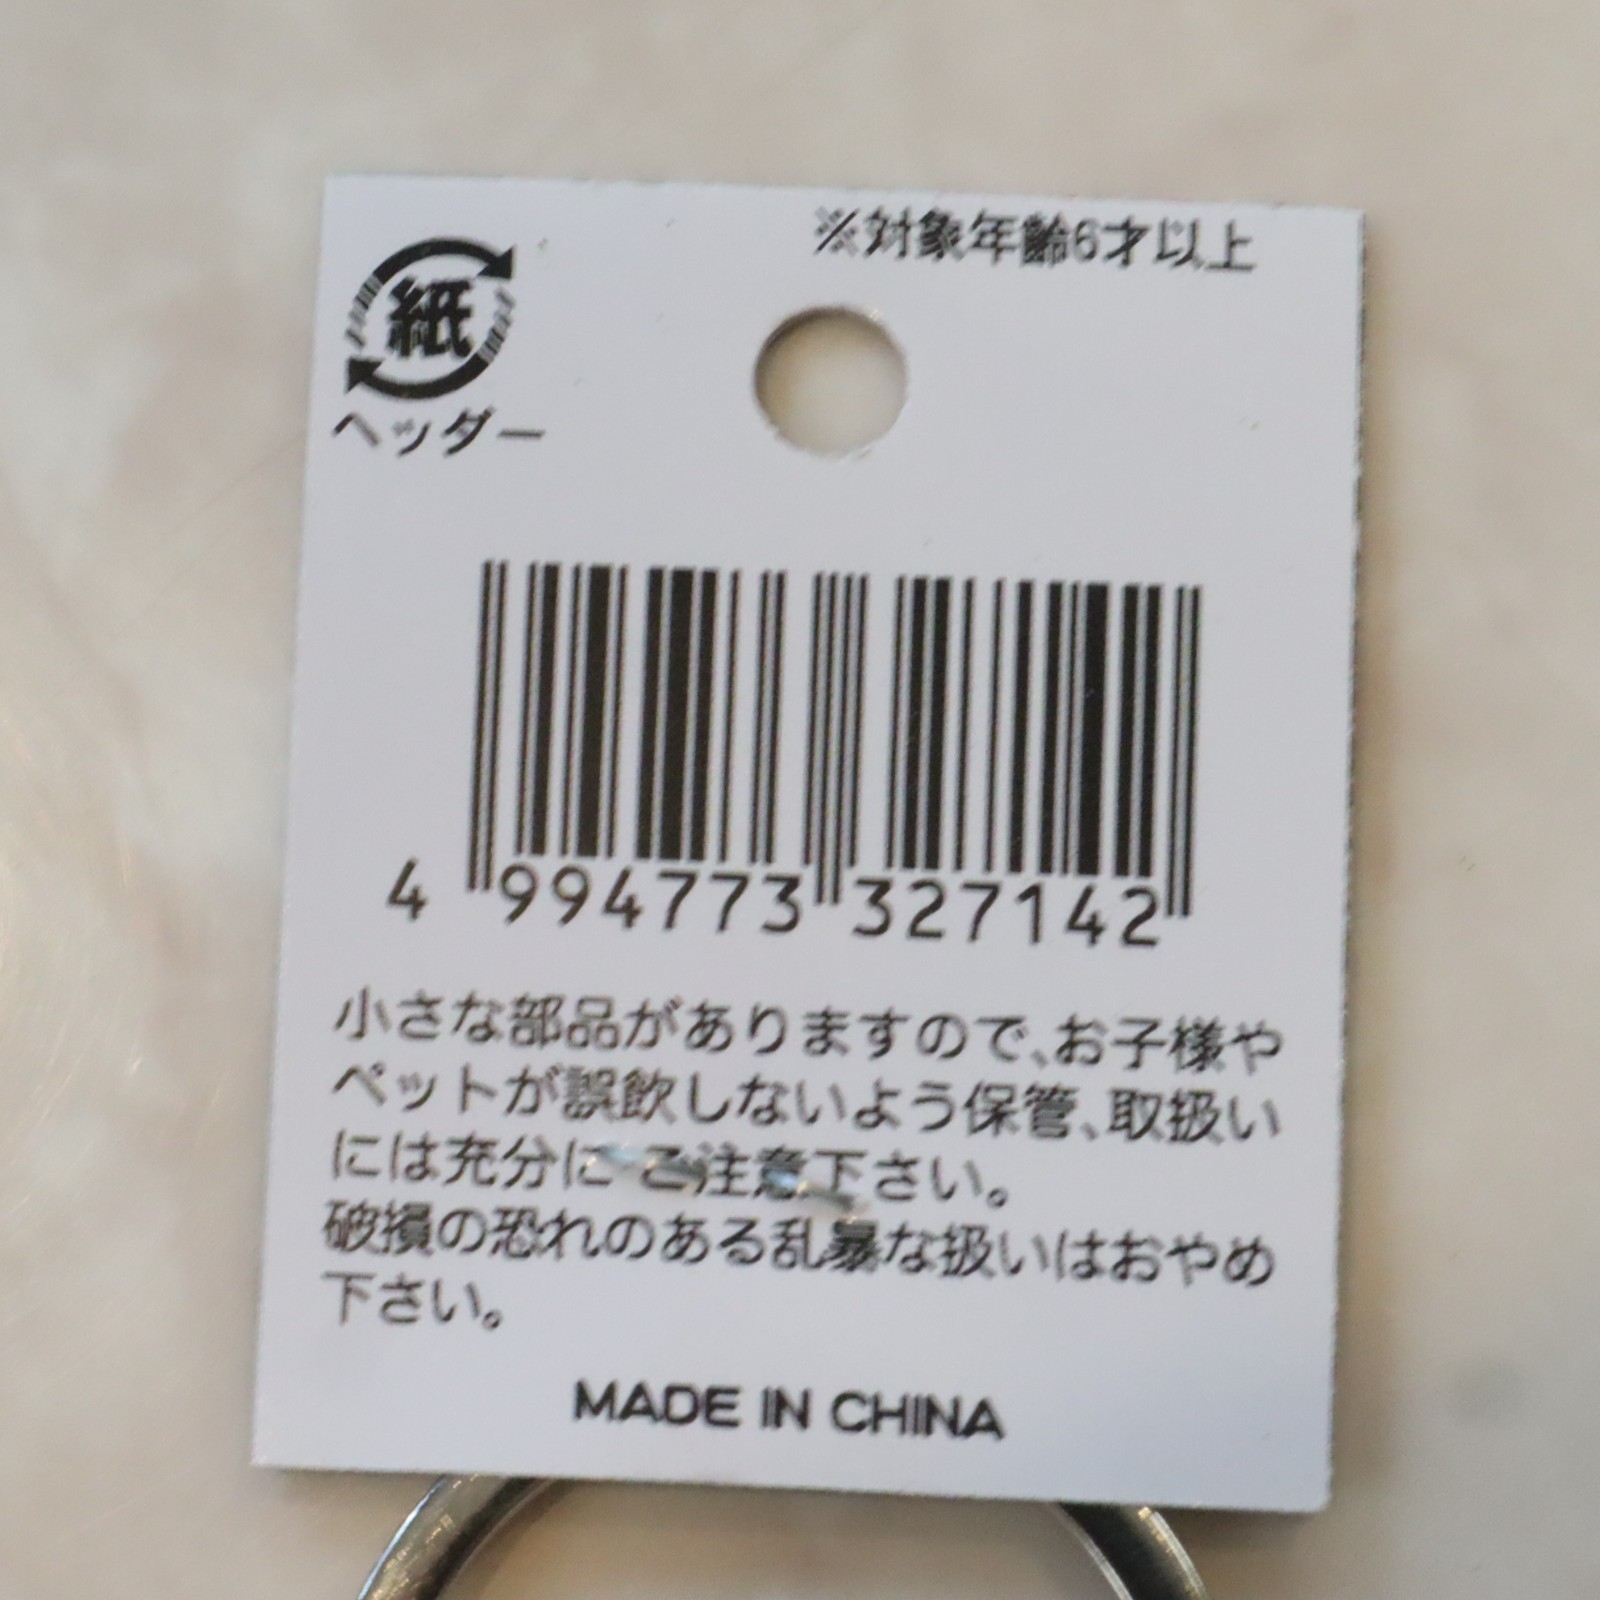 ※対象年齢6才以上
紙
ヘッダー
4 994773 327142
小さな部品がありますので、お子様や
ペットが誤飲しないよう保管、取扱い
には充分にご注意下さい。
破損の恐れのある乱暴な扱いはおやめ
下さい。
MADE IN CHINA